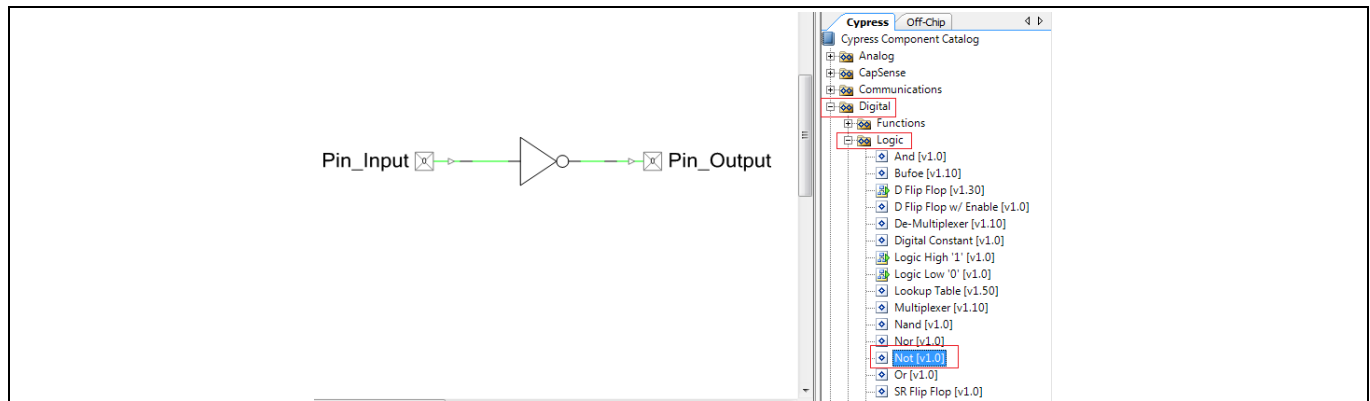 Pin_Input
Pin_Output
Cypress
Off-Chip
Cypress Component Catalog
Analog
CapSense
Communications
Digital
Functions
Logic
And [v1.0]
Bufoe [v1.10]
D Flip Flop [v1.30]
D Flip Flop w/ Enable [v1.0]
De-Multiplexer [v1.10]
Digital Constant [v1.0]
Logic High '1' [v1.0]
Logic Low '0' [v1.0]
Lookup Table [v1.50]
Multiplexer [v1.10]
Nand [v1.0]
Nor [v1.0]
Not [v1.0]
Or [v1.0]
SR Flip Flop [v1.0]